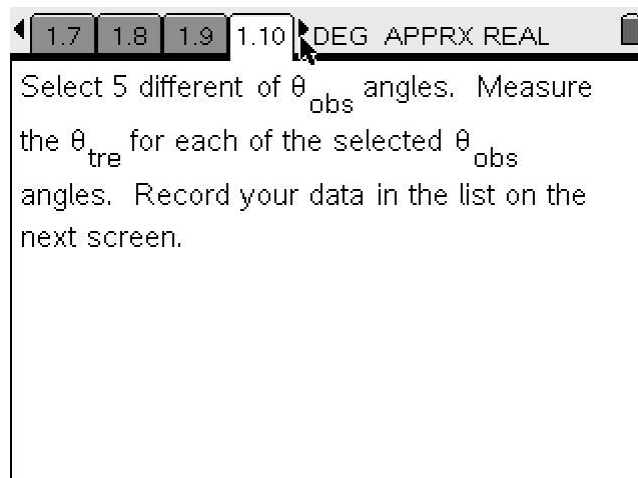 1.7 1.8 1.9 1.10 DEG APPRX REAL
Select 5 different of θobs angles. Measure
the θtre for each of the selected θobs
angles. Record your data in the list on the
next screen.